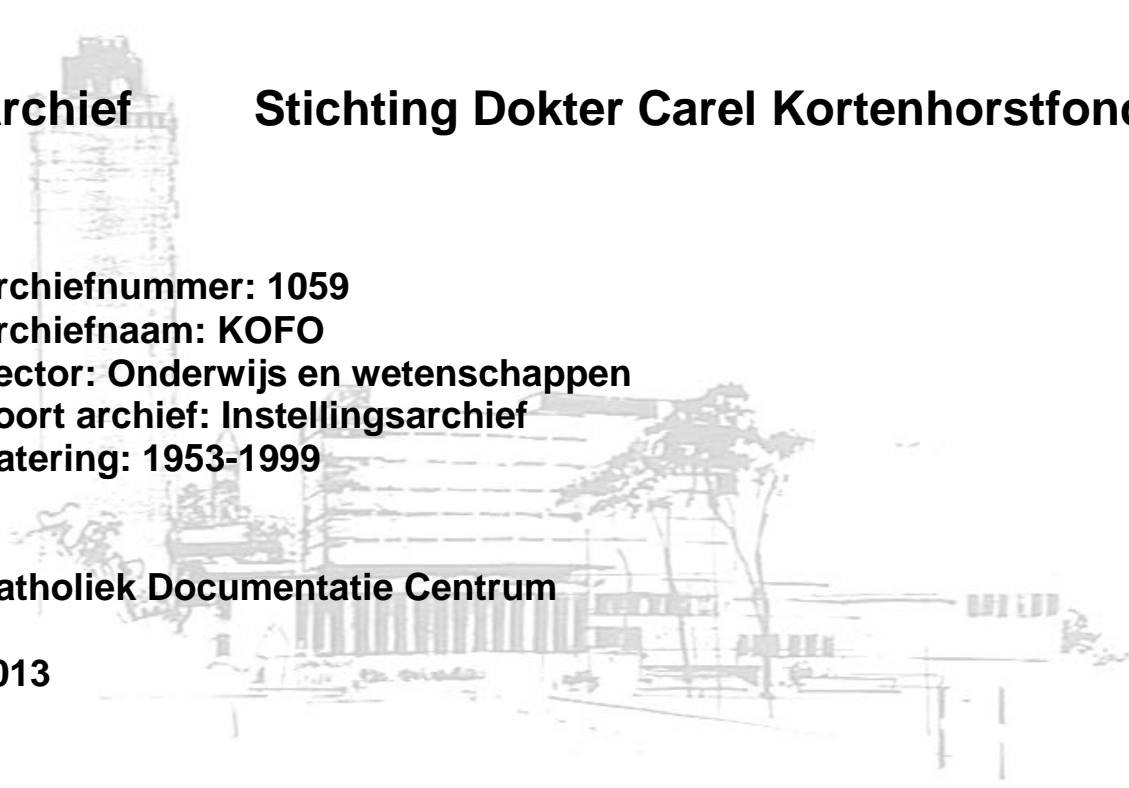 rchief Stichting Dokter Carel Kortenhorstfon
rchiefnummer: 1059
rchiefnaam: KOFO
ector: Onderwijs en wetenschappen
oort archief: Instellingsarchief
atering: 1953-1999
atholiek Documentatie Centrum
013